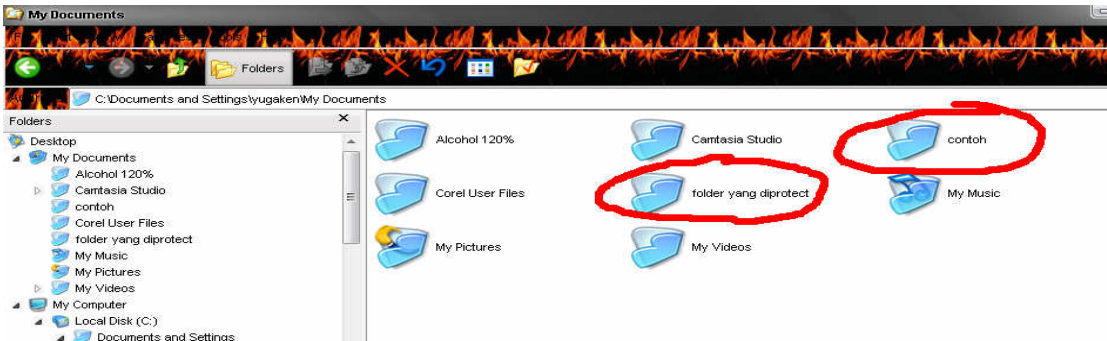 My Documents
Folders
C:\Documents and Settings\yugaken\My Documents
Folders
Desktop
My Documents
Alcohol 120%
Camtasia Studio
contoh
Corel User Files
folder yang diprotect
My Music
My Pictures
My Videos
My Computer
Local Disk (C:)
Documents and Settings
Alcohol 120%
Camtasia Studio
contoh
Corel User Files
folder yang diprotect
My Music
My Pictures
My Videos